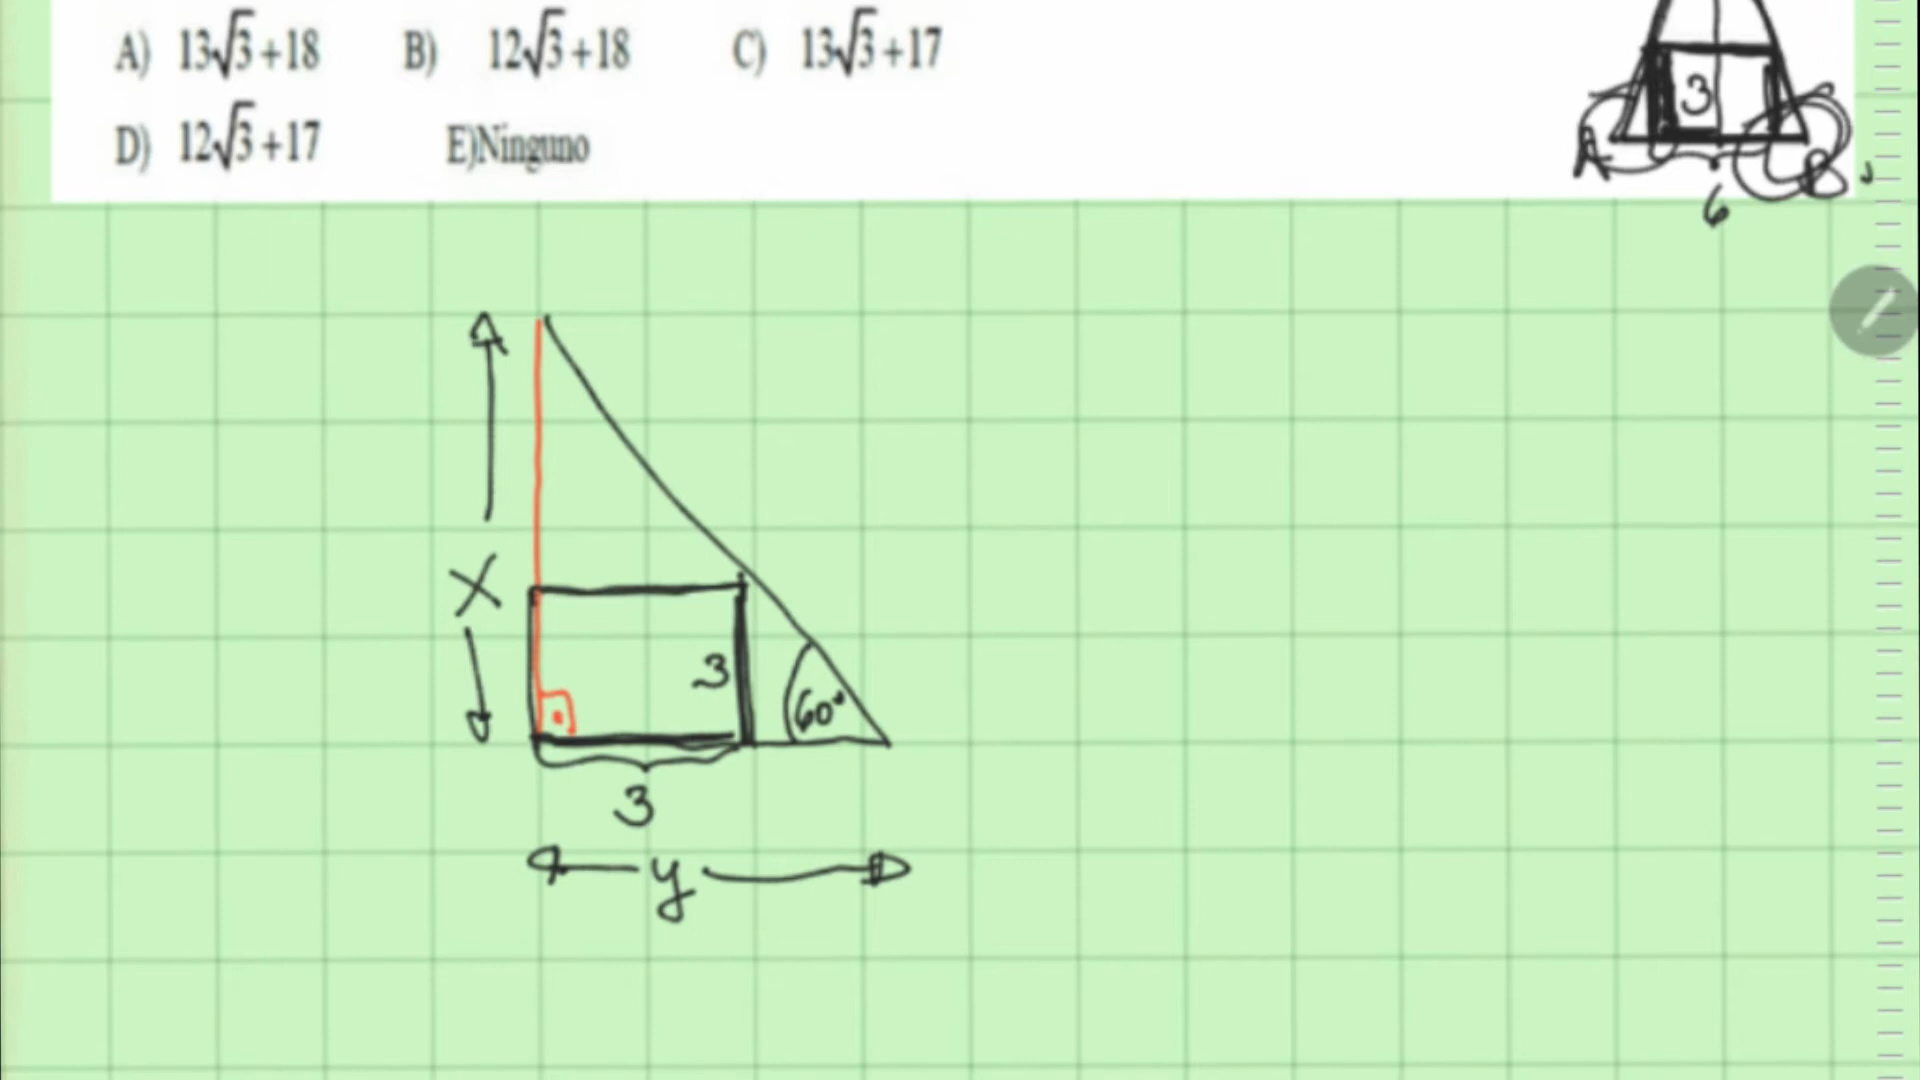 A) 13√3+18 B) 12√3+18 C) 13√3+17
D) 12√3+17 E)Ninguno
3
A
B
6
X
3
60°
3
y